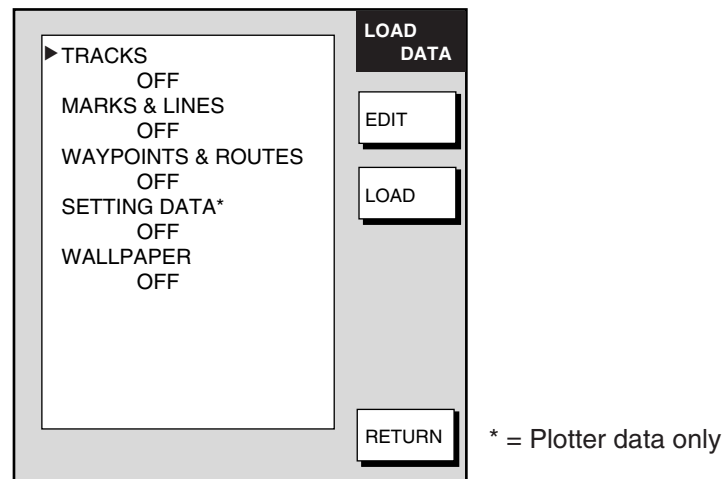 LOAD
DATA
TRACKS
OFF
MARKS & LINES
OFF
WAYPOINTS & ROUTES
OFF
SETTING DATA*
OFF
WALLPAPER
OFF
EDIT
LOAD
RETURN
* = Plotter data only